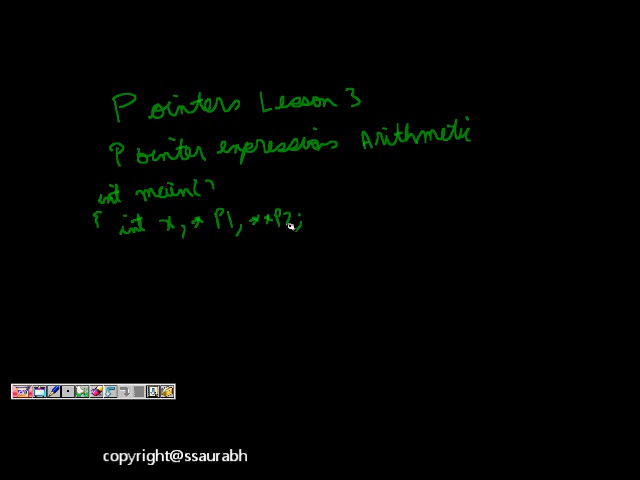 Pointers Lesson 3
Pointer expressions Arithmetic
int main()
{ int x, * P1, **P2;
copyright@ssaurabh